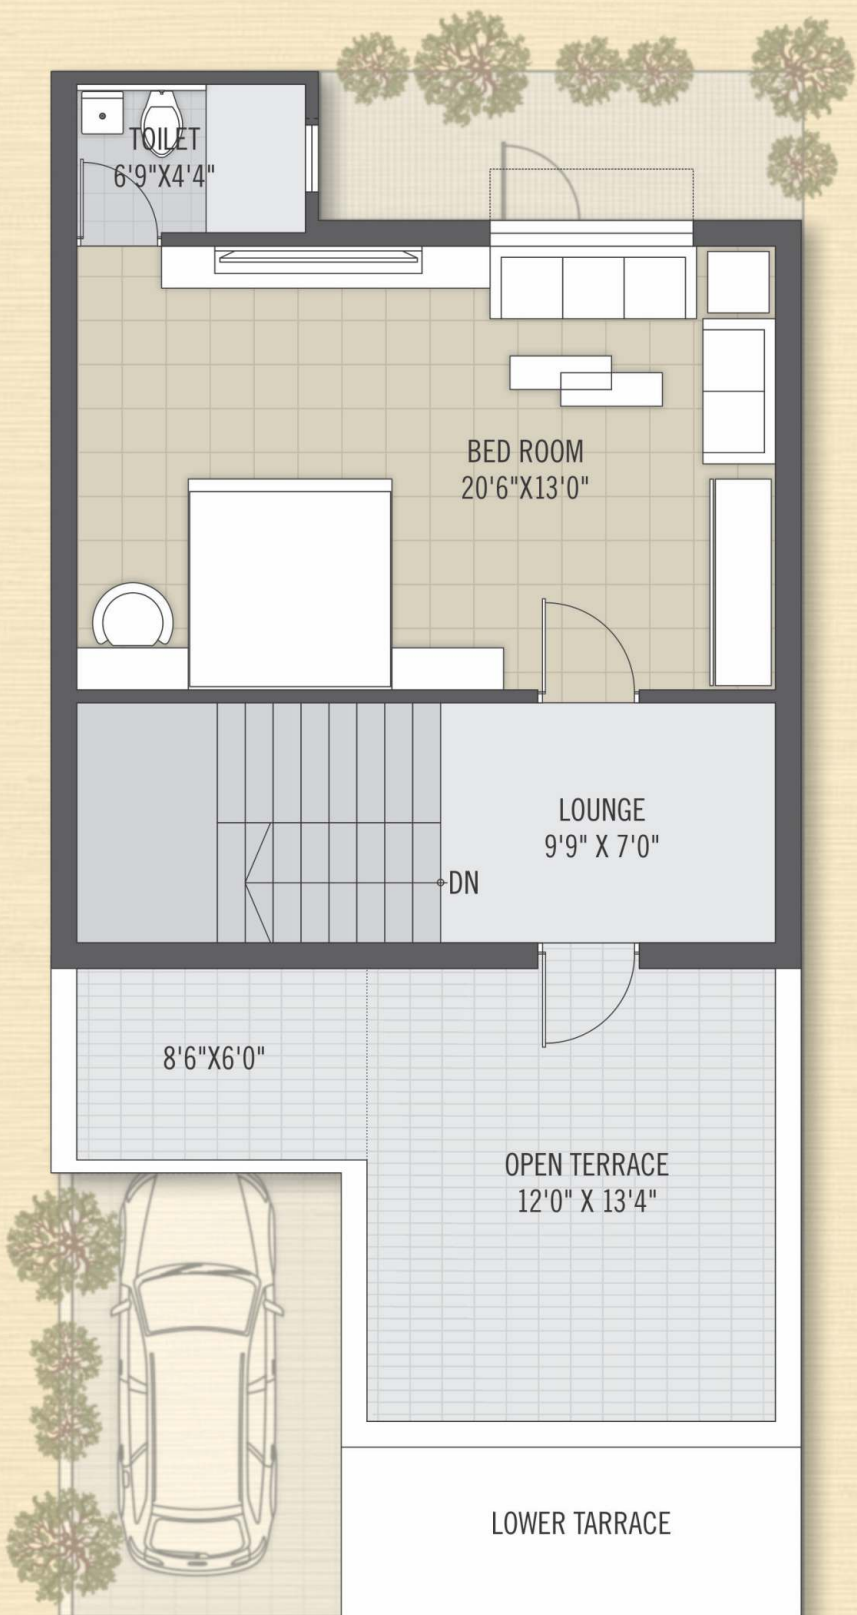 TOILET
6'9"X4'4"
BED ROOM
20'6"X13'0"
LOUNGE
9'9" X 7'0"
DN
8'6"X6'0"
OPEN TERRACE
12'0" X 13'4"
LOWER TARRACE